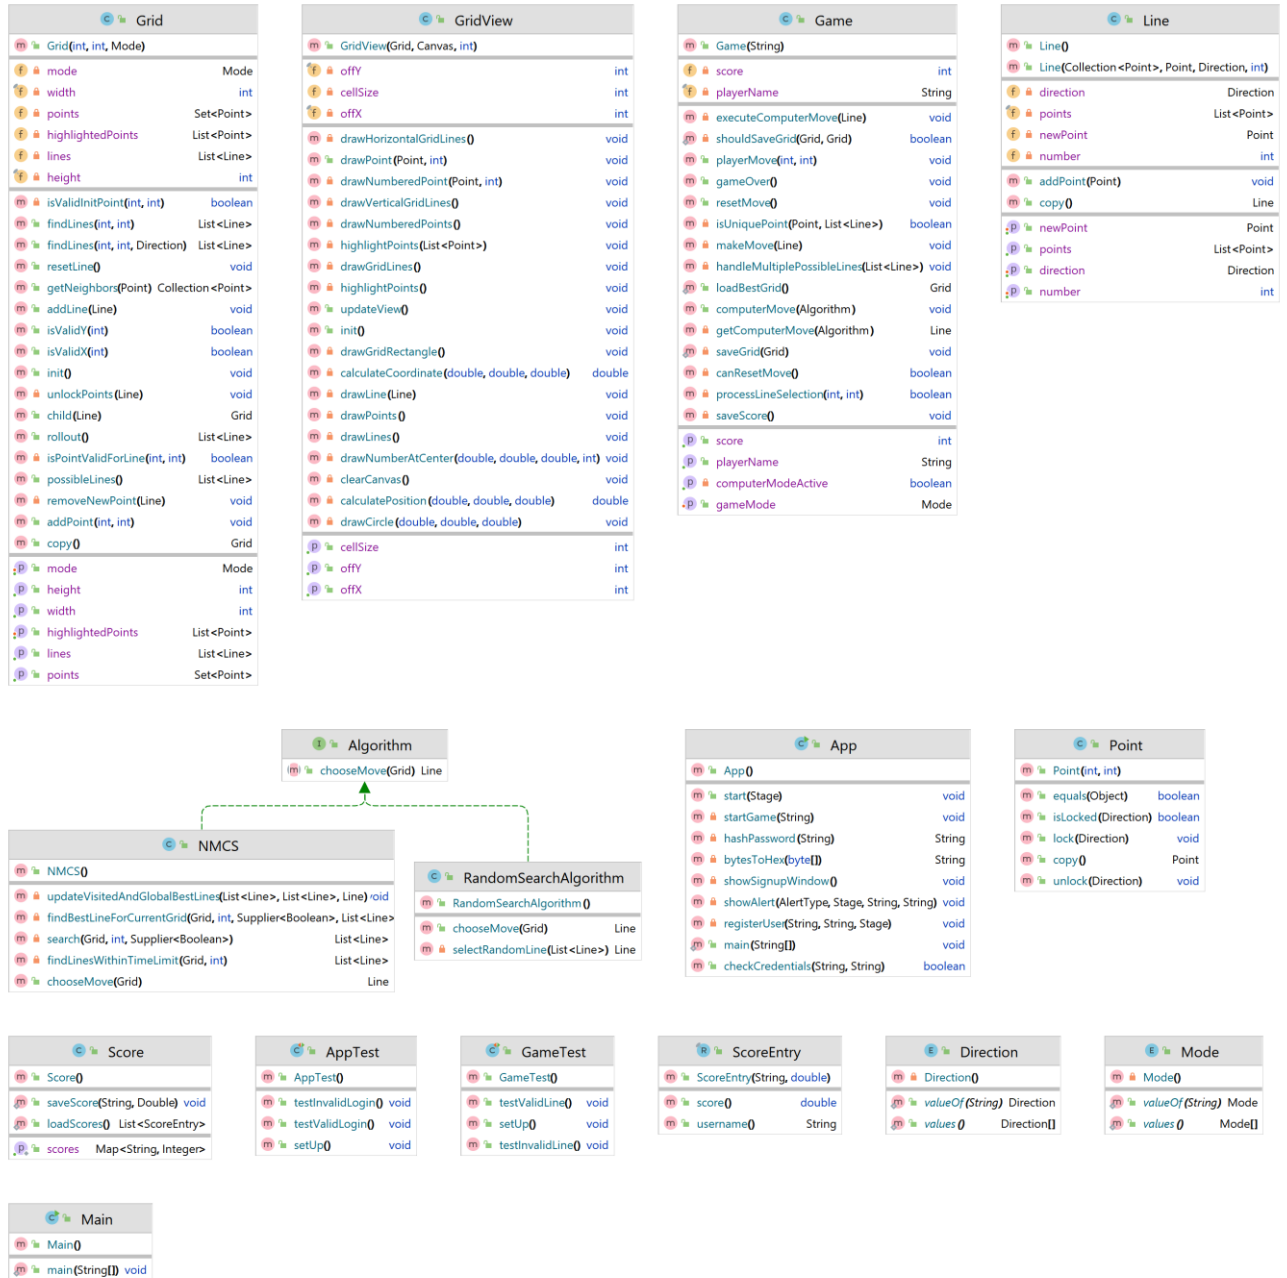 Grid
Grid(int, int, Mode)
mode Mode
width int
points Set<Point>
highlightedPoints List<Point>
lines List<Line>
height int
isValidInitPoint(int, int) boolean
findLines(int, int) List<Line>
findLines(int, int, Direction) List<Line>
resetLine() void
getNeighbors(Point) Collection<Point>
addLine(Line) void
isValidY(int) boolean
isValidX(int) boolean
init() void
unlockPoints(Line) void
child(Line) Grid
rollout() List<Line>
isPointValidForLine(int, int) boolean
possibleLines() List<Line>
removeNewPoint(Line) void
addPoint(int, int) void
copy() Grid
mode Mode
height int
width int
highlightedPoints List<Point>
lines List<Line>
points Set<Point>
GridView
GridView(Grid, Canvas, int)
offY int
cellSize int
offX int
drawHorizontalGridLines() void
drawPoint(Point, int) void
drawNumberedPoint(Point, int) void
drawVerticalGridLines() void
drawNumberedPoints() void
highlightPoints(List<Point>) void
drawGridLines() void
highlightPoints() void
updateView() void
init() void
drawGridRectangle() void
calculateCoordinate(double, double, double) double
drawLine(Line) void
drawPoints() void
drawLines() void
drawNumberAtCenter(double, double, double, int) void
clearCanvas() void
calculatePosition(double, double, double) double
drawCircle(double, double, double) void
cellSize int
offY int
offX int
Game
Game(String)
score int
playerName String
executeComputerMove(Line) void
shouldSaveGrid(Grid, Grid) boolean
playerMove(int, int) void
gameOver() void
resetMove() void
isUniquePoint(Point, List<Line>) boolean
makeMove(Line) void
handleMultiplePossibleLines(List<Line>) void
loadBestGrid() Grid
computerMove(Algorithm) void
getComputerMove(Algorithm) Line
saveGrid(Grid) void
canResetMove() boolean
processLineSelection(int, int) boolean
saveScore() void
score int
playerName String
computerModeActive boolean
gameMode Mode
Line
Line()
Line(Collection<Point>, Point, Direction, int)
direction Direction
points List<Point>
newPoint Point
number int
addPoint(Point) void
copy() Line
newPoint Point
points List<Point>
direction Direction
number int
Algorithm
chooseMove(Grid) Line
NMCS
NMCS()
updateVisitedAndGlobalBestLines(List<Line>, List<Line>, Line) void
findBestLineForCurrentGrid(Grid, int, Supplier<Boolean>, List<Line>
search(Grid, int, Supplier<Boolean>) List<Line>
findLinesWithinTimeLimit(Grid, int) List<Line>
chooseMove(Grid) Line
RandomSearchAlgorithm
RandomSearchAlgorithm()
chooseMove(Grid) Line
selectRandomLine(List<Line>) Line
App
App()
start(Stage) void
startGame(String) void
hashPassword(String) String
bytesToHex(byte[]) String
showSignupWindow() void
showAlert(AlertType, Stage, String, String) void
registerUser(String, String, Stage) void
main(String[]) void
checkCredentials(String, String) boolean
Point
Point(int, int)
equals(Object) boolean
isLocked(Direction) boolean
lock(Direction) void
copy() Point
unlock(Direction) void
Score
Score()
saveScore(String, Double) void
loadScores() List<ScoreEntry>
scores Map<String, Integer>
AppTest
AppTest()
testInvalidLogin() void
testValidLogin() void
setUp() void
GameTest
GameTest()
testValidLine() void
setUp() void
testInvalidLine() void
ScoreEntry
ScoreEntry(String, double)
score() double
username() String
Direction
Direction()
valueOf(String) Direction
values() Direction[]
Mode
Mode()
valueOf(String) Mode
values() Mode[]
Main
Main()
main(String[]) void